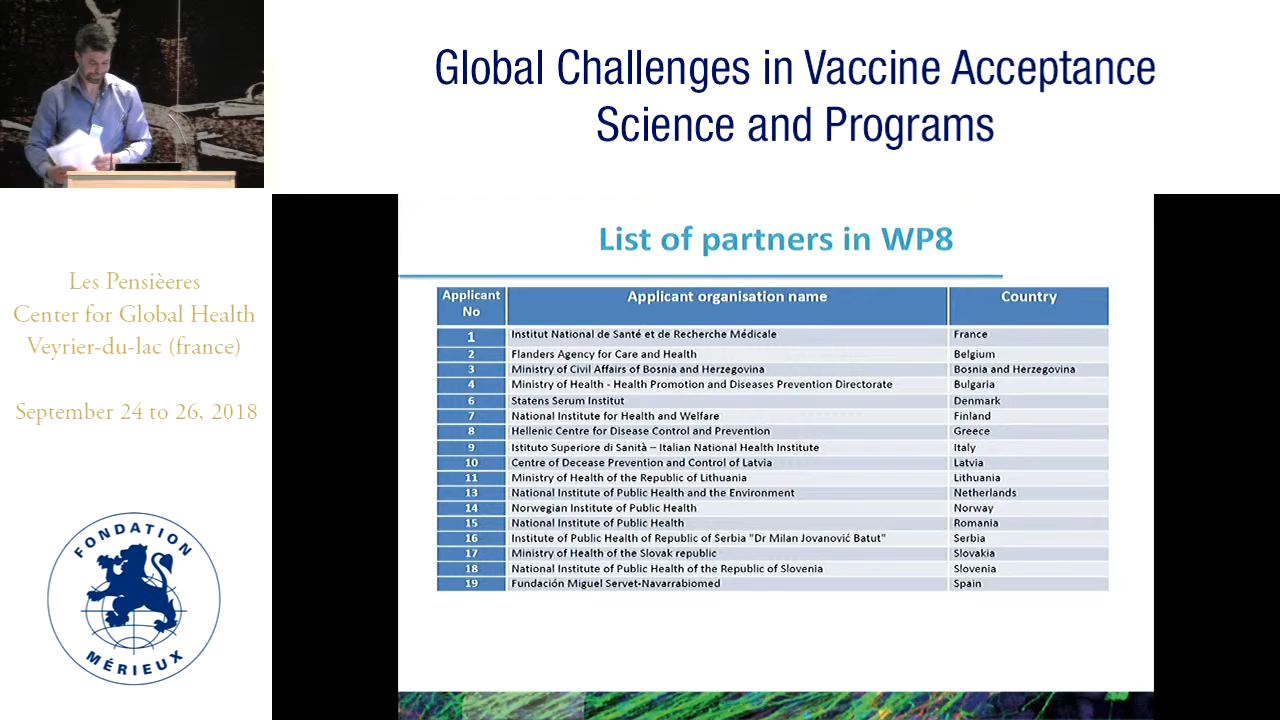 Global Challenges in Vaccine Acceptance
Science and Programs
Les Pensièeres
Center for Global Health
Veyrier-du-lac (france)
September 24 to 26, 2018
FONDATION
MÉRIEUX
List of partners in WP8
Applicant No Applicant organisation name Country
1 Institut National de Santé et de Recherche Médicale France
2 Flanders Agency for Care and Health Belgium
3 Ministry of Civil Affairs of Bosnia and Herzegovina Bosnia and Herzegovina
4 Ministry of Health - Health Promotion and Diseases Prevention Directorate Bulgaria
6 Statens Serum Institut Denmark
7 National Institute for Health and Welfare Finland
8 Hellenic Centre for Disease Control and Prevention Greece
9 Istituto Superiore di Sanità – Italian National Health Institute Italy
10 Centre of Decease Prevention and Control of Latvia Latvia
11 Ministry of Health of the Republic of Lithuania Lithuania
13 National Institute of Public Health and the Environment Netherlands
14 Norwegian Institute of Public Health Norway
15 National Institute of Public Health Romania
16 Institute of Public Health of Republic of Serbia "Dr Milan Jovanović Batut" Serbia
17 Ministry of Health of the Slovak republic Slovakia
18 National Institute of Public Health of the Republic of Slovenia Slovenia
19 Fundación Miguel Servet-Navarrabiomed Spain